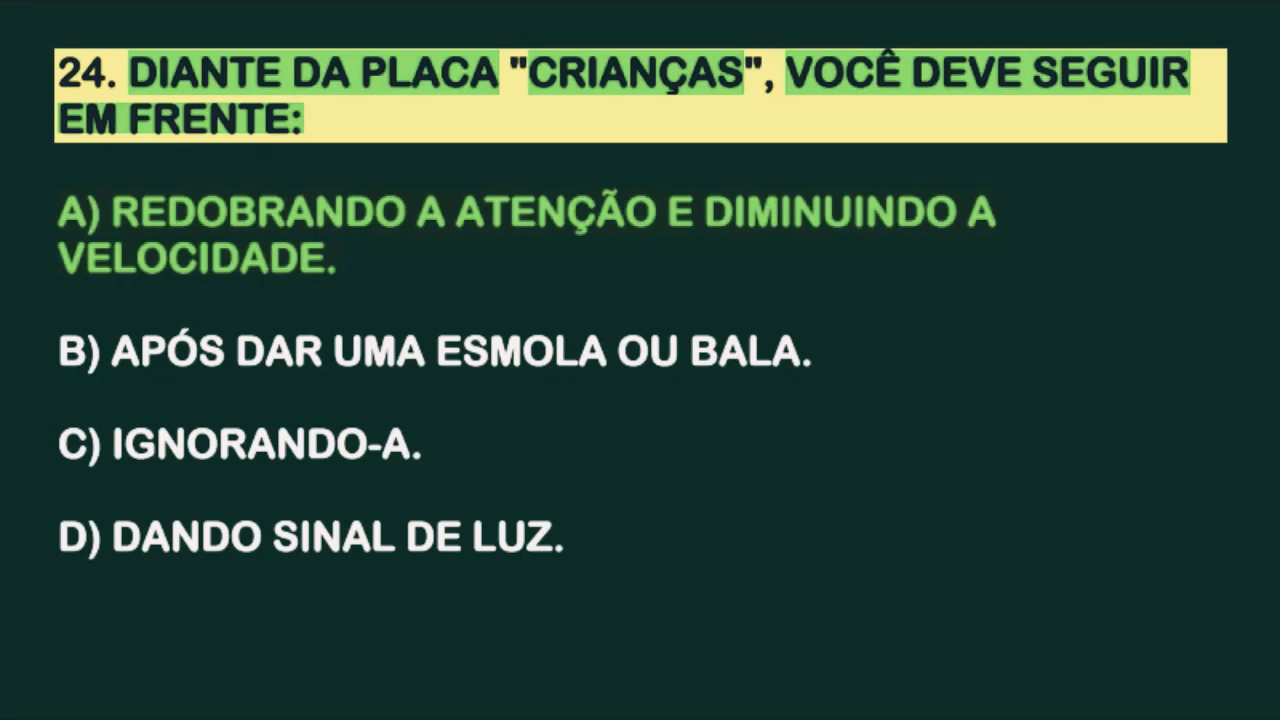 24. DIANTE DA PLACA "CRIANÇAS", VOCÊ DEVE SEGUIR
EM FRENTE:
A) REDOBRANDO A ATENÇÃO E DIMINUINDO A
VELOCIDADE.
B) APÓS DAR UMA ESMOLA OU BALA.
C) IGNORANDO-A.
D) DANDO SINAL DE LUZ.